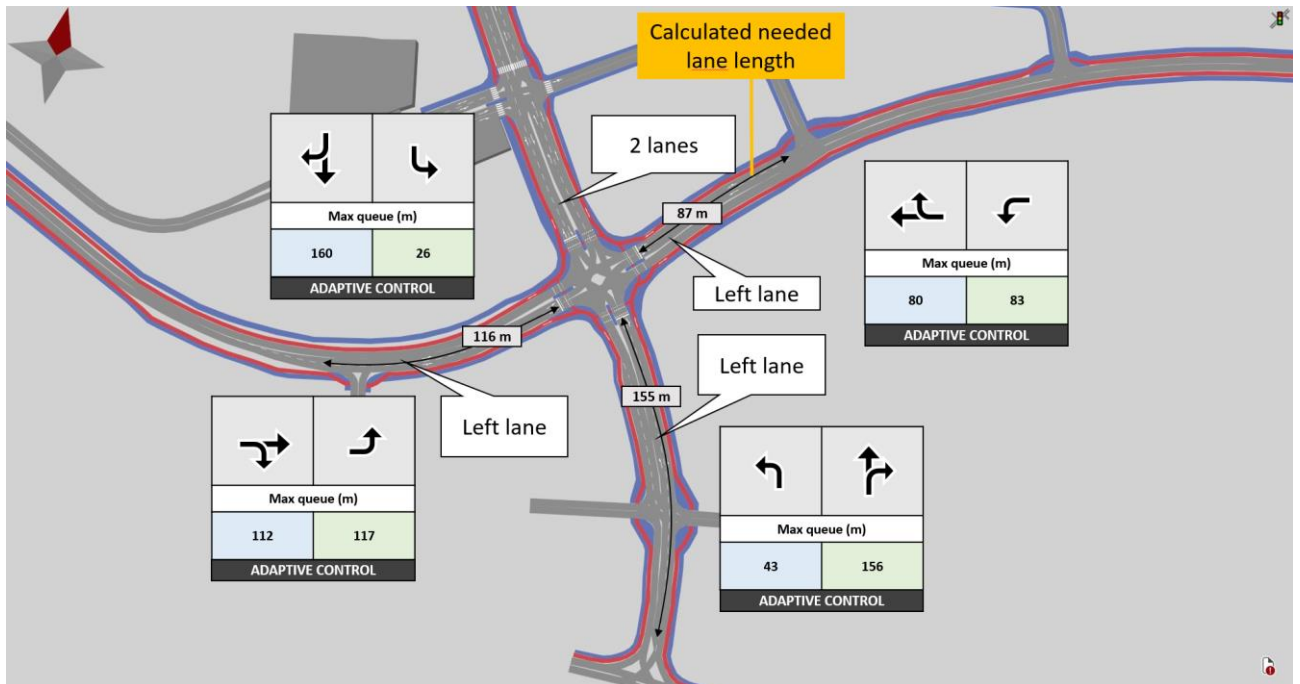 Calculated needed
lane length
2 lanes
Max queue (m)
160 26
ADAPTIVE CONTROL
87 m
Left lane
Max queue (m)
80 83
ADAPTIVE CONTROL
116 m
Left lane
Left lane
155 m
Max queue (m)
112 117
ADAPTIVE CONTROL
Max queue (m)
43 156
ADAPTIVE CONTROL